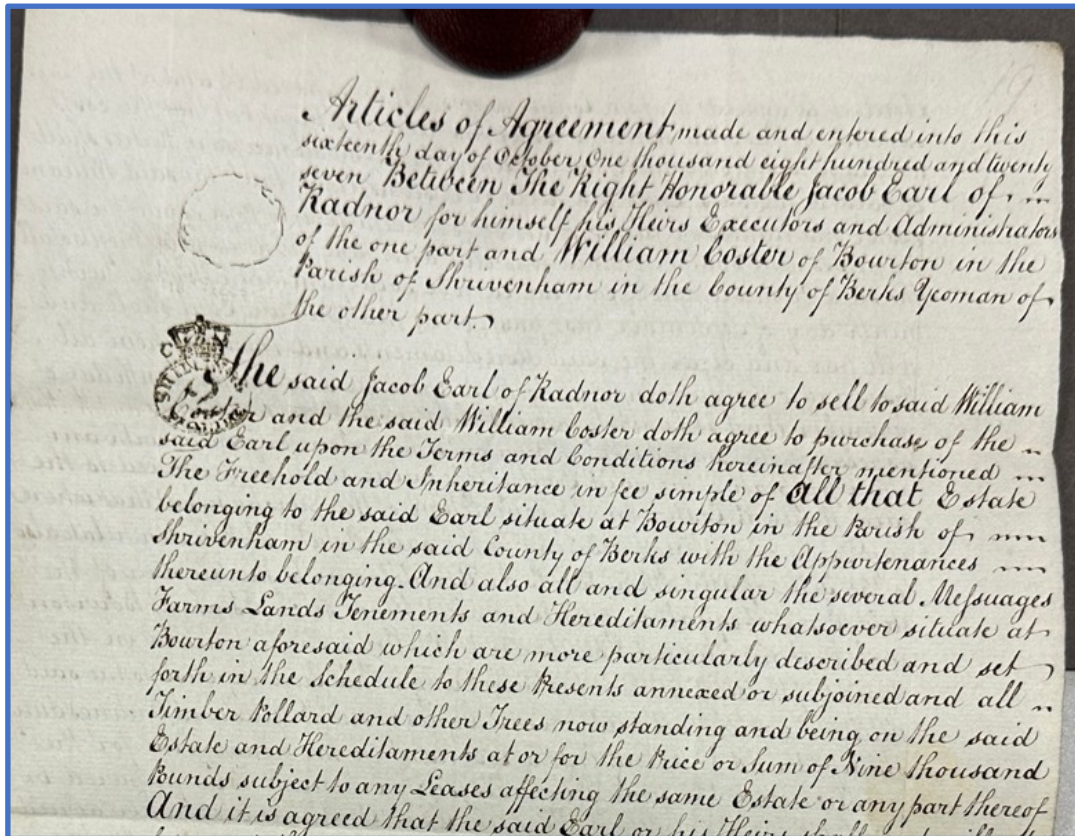 Articles of Agreement made and entered into this
sixteenth day of October One thousand eight hundred and twenty
seven Between The Right Honorable Jacob Earl of
Radnor for himself his Heirs Executors and Administrators
of the one part and William Coster of Bourton in the
Parish of Shrivenham in the County of Berks Yeoman of
the other part.
The said Jacob Earl of Radnor doth agree to sell to said William
Coster and the said William Coster doth agree to purchase of the
said Earl upon the Terms and Conditions hereinafter mentioned
The Freehold and Inheritance in fee simple of all that Estate
belonging to the said Earl situate at Bourton in the Parish of
Shrivenham in the said County of Berks with the Appurtenances
thereunto belonging. And also all and singular the several Meſsuages
Farms Lands Tenements and Hereditaments whatsoever situate at
Bourton aforesaid which are more particularly described and set
forth in the Schedule to these Presents annexed or subjoined and all
Timber Pollard and other Trees now standing and being on the said
Estate and Hereditaments at or for the Price or Sum of Nine thousand
Pounds subject to any Leases affecting the same Estate or any part thereof
And it is agreed that the said Earl or his Heirs shall